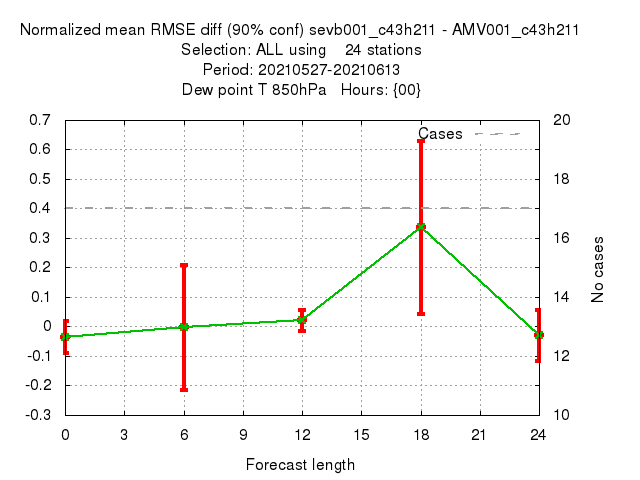 Normalized mean RMSE diff (90% conf) sevb001_c43h211 - AMV001_c43h211
Selection: ALL using    24 stations
Period: 20210527-20210613
Dew point T 850hPa   Hours: {00}
Cases
0.7
0.6
0.5
0.4
0.3
0.2
0.1
0
-0.1
-0.2
-0.3
20
18
16
14
12
10
No cases
0 3 6 9 12 15 18 21 24
Forecast length